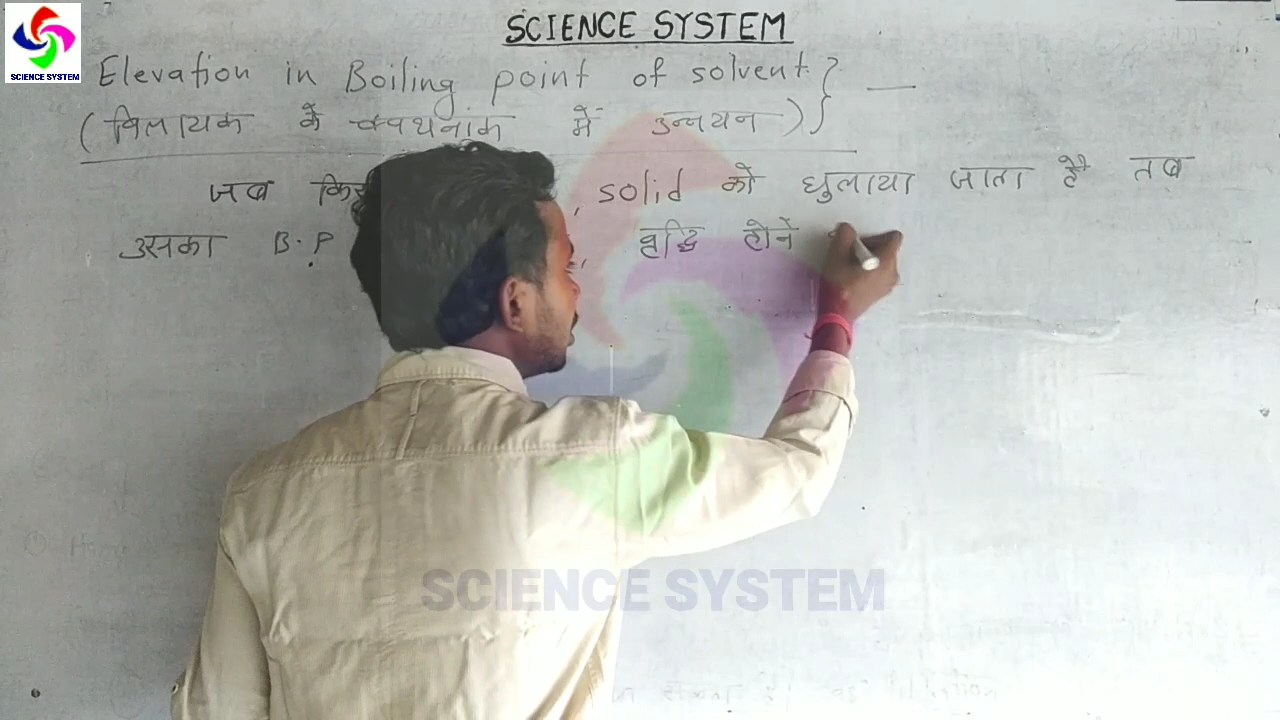 SCIENCE SYSTEM
SCIENCE SYSTEM
Elevation in Boiling point of solvent
(विलायक के क्वथनांक में उन्नयन)
जब solid को घुलाया जाता है तब
उसका B.P वृद्धि होने
SCIENCE SYSTEM